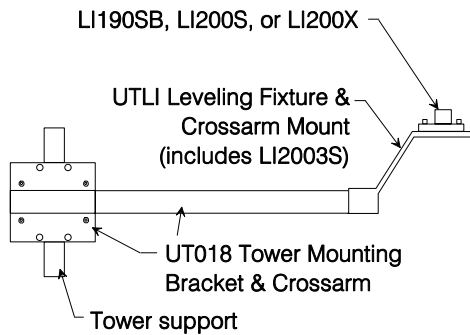 LI190SB, LI200S, or LI200X
UTLI Leveling Fixture &
Crossarm Mount
(includes LI2003S)
UT018 Tower Mounting
Bracket & Crossarm
Tower support